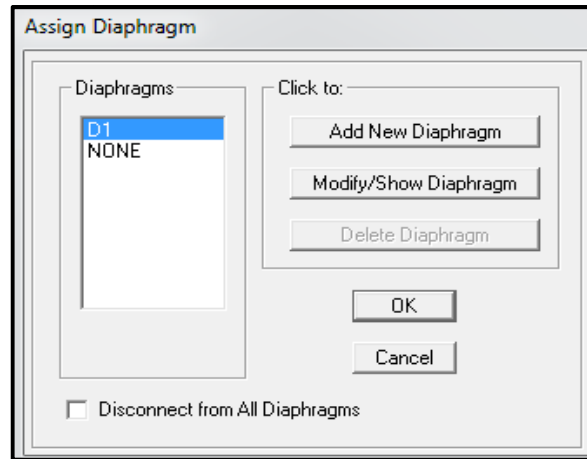 Assign Diaphragm
Diaphragms
D1
NONE
Click to:
Add New Diaphragm
Modify/Show Diaphragm
Delete Diaphragm
OK
Cancel
Disconnect from All Diaphragms